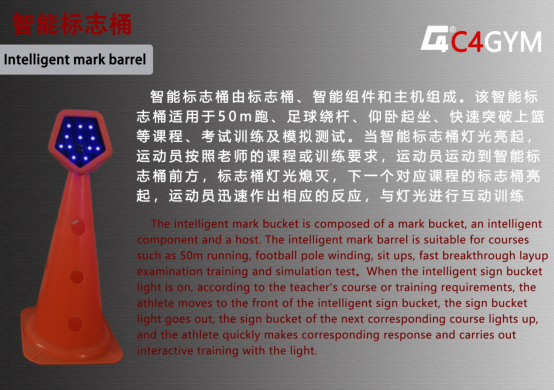 智能标志桶
Intelligent mark barrel
C4®
C4GYM
智能标志桶由标志桶、智能组件和主机组成。该智能标
志桶适用于50m跑、足球绕杆、仰卧起坐、快速突破上篮
等课程、考试训练及模拟测试。当智能标志桶灯光亮起,
运动员按照老师的课程或训练要求,运动员运动到智能标
志桶前方,标志桶灯光熄灭,下一个对应课程的标志桶亮
起,运动员迅速作出相应的反应,与灯光进行互动训练
The intelligent mark bucket is composed of a mark bucket, an intelligent
component and a host. The intelligent mark barrel is suitable for courses
such as 50m running, football pole winding, sit ups, fast breakthrough layup
examination training and simulation test。When the intelligent sign bucket
light is on, according to the teacher's course or training requirements, the
athlete moves to the front of the intelligent sign bucket, the sign bucket
light goes out, the sign bucket of the next corresponding course lights up,
and the athlete quickly makes corresponding response and carries out
interactive training with the light.